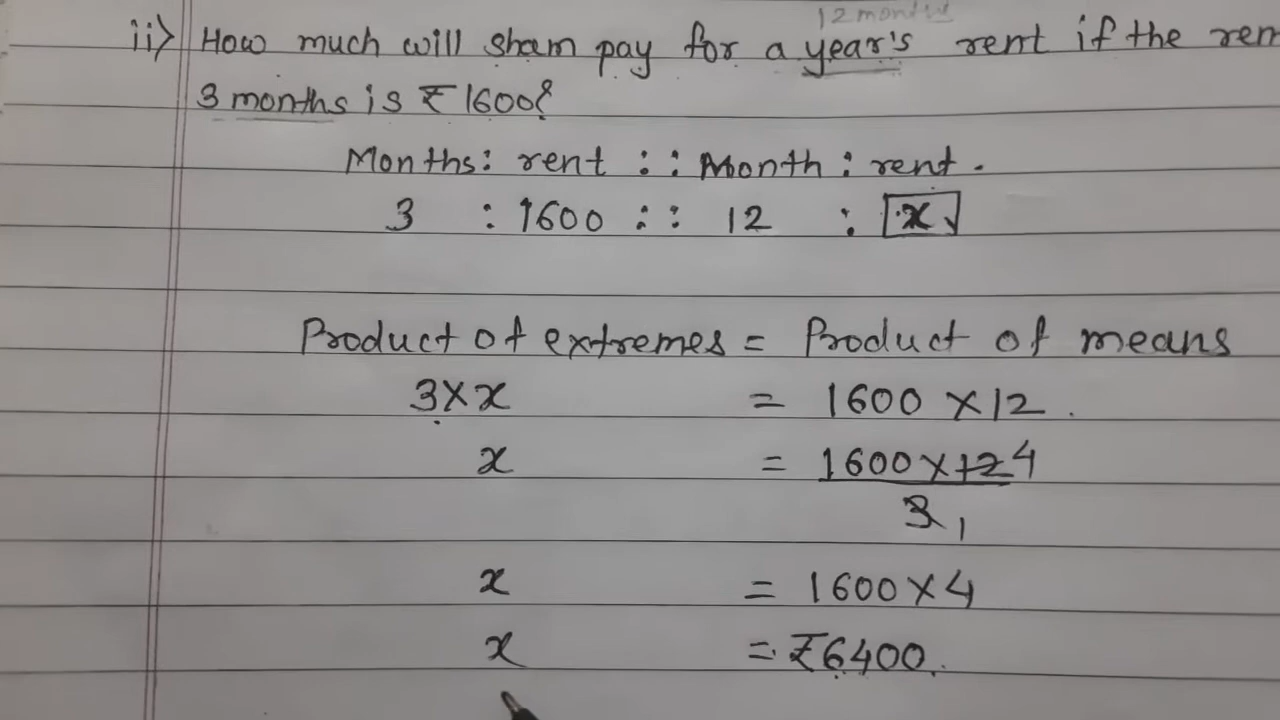 12 months
ii) How much will sham pay for a year's rent if the ren
3 months is ₹1600?
Months : rent :: Month : rent.
3 : 1600 :: 12 : x
Product of extremes = Product of means
3 × x = 1600 × 12.
x = 1600 × 12 4
3 1
x = 1600 × 4
x = ₹6400.